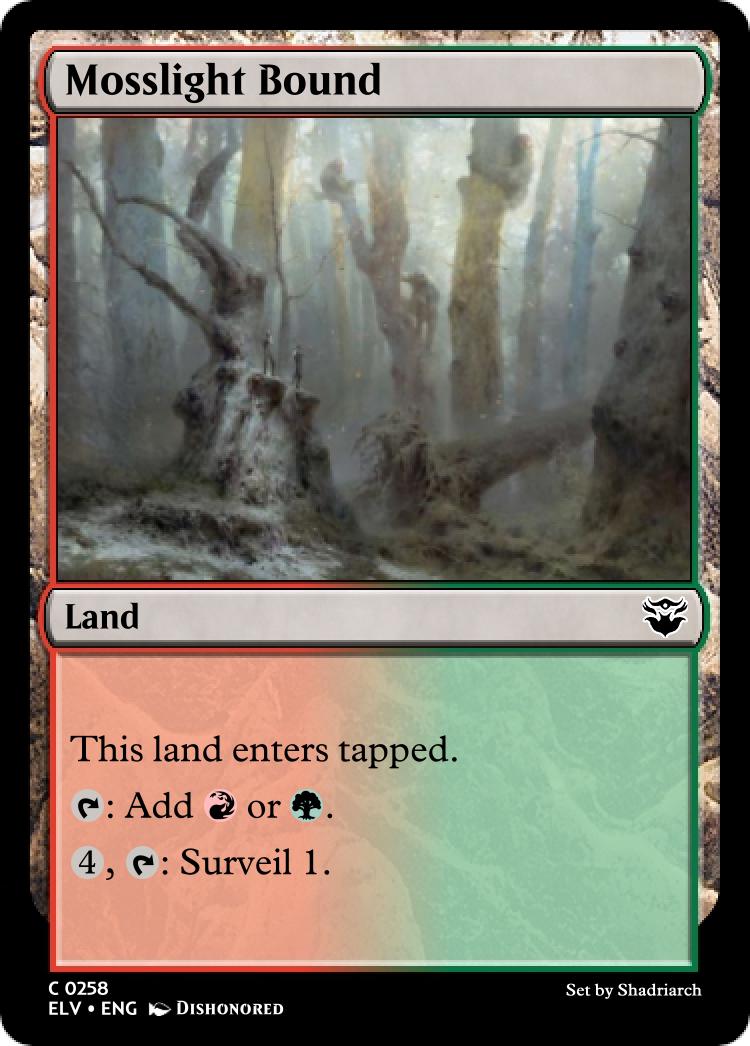 Mosslight Bound
Land
This land enters tapped.
: Add or .
4, : Surveil 1.
C 0258
ELV • ENG DISHONORED
Set by Shadriarch